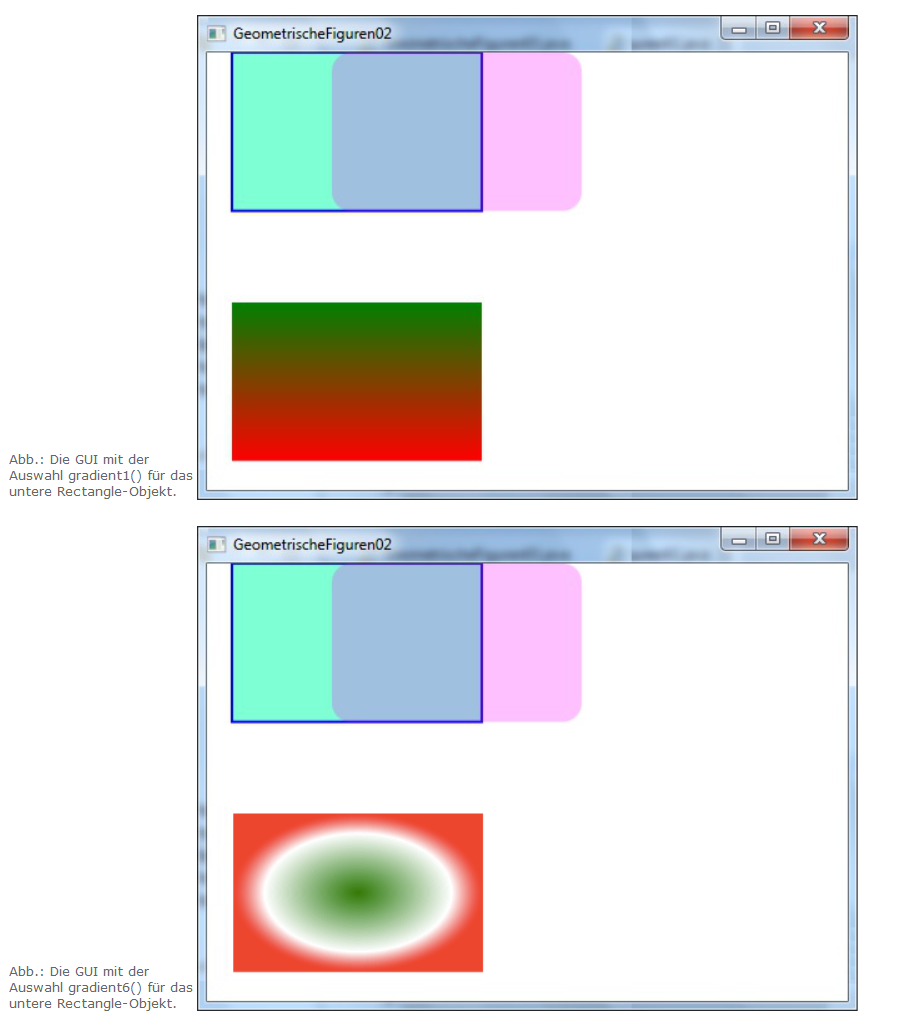 GeometrischeFiguren02
Abb.: Die GUI mit der
Auswahl gradient1() für das
untere Rectangle-Objekt.
GeometrischeFiguren02
Abb.: Die GUI mit der
Auswahl gradient6() für das
untere Rectangle-Objekt.